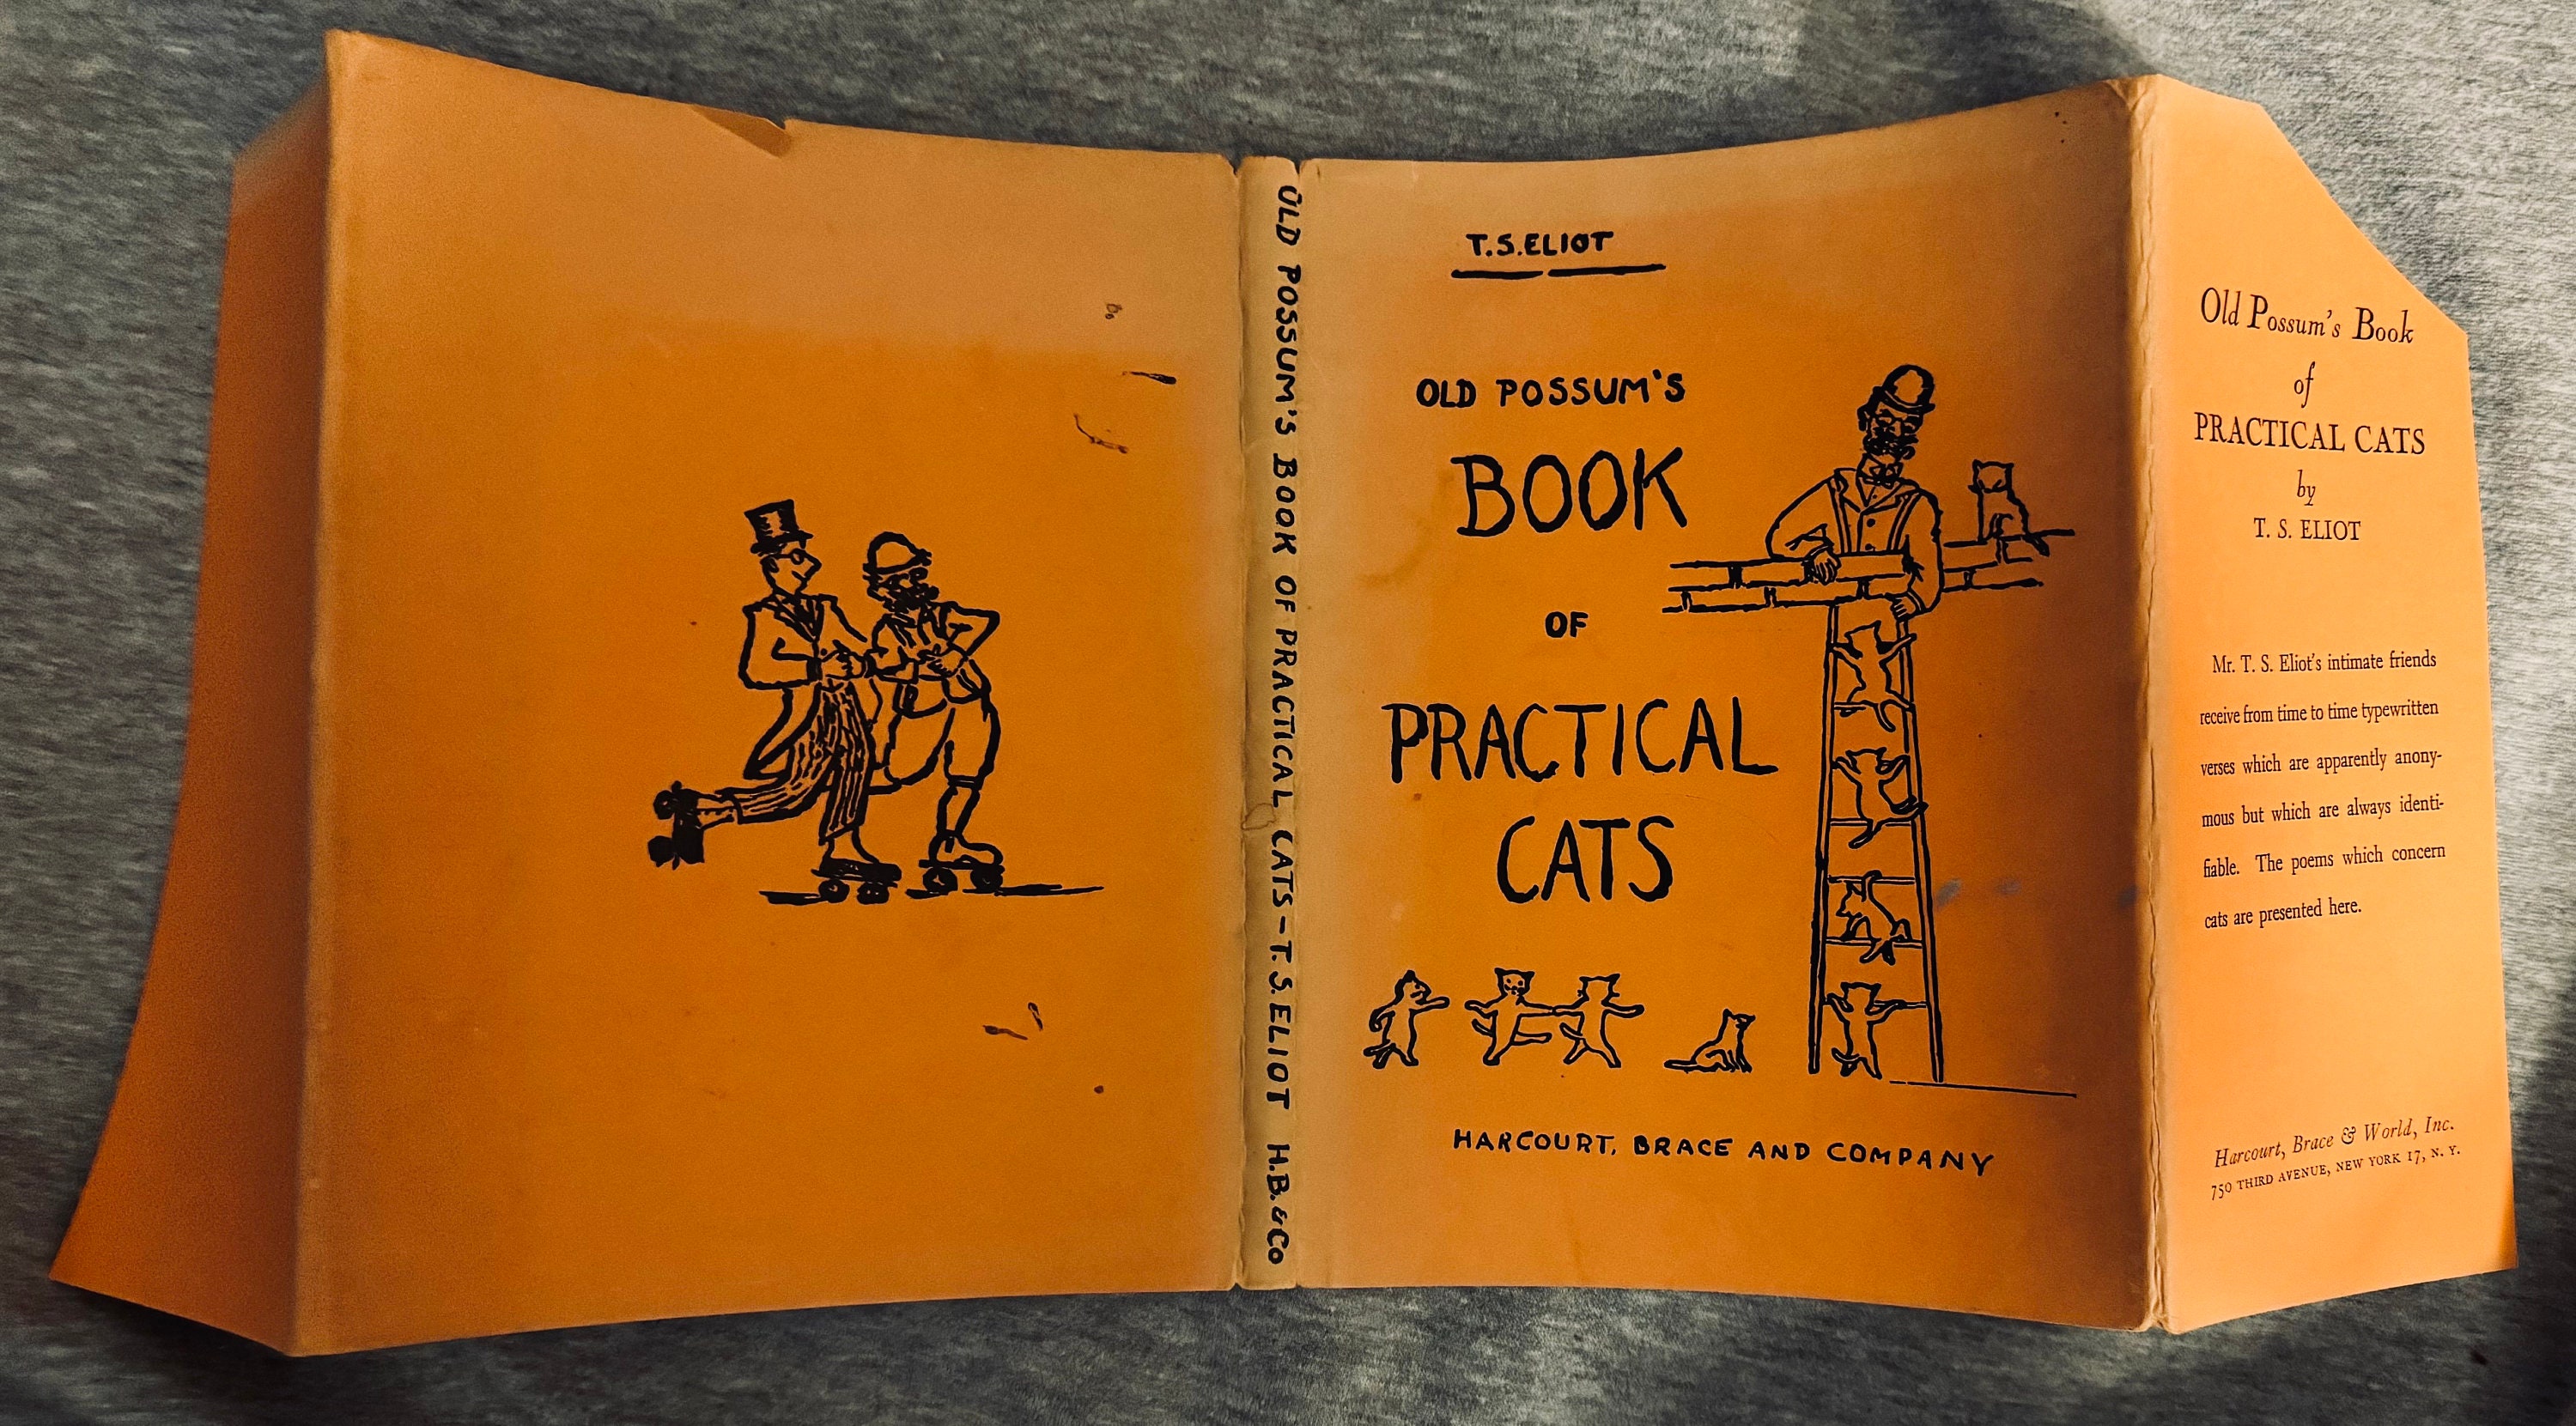 OLD POSSUM'S BOOK OF PRACTICAL CATS-T.S.ELIOT H.B.&Co
T.S.ELIOT
OLD POSSUM'S
BOOK
OF
PRACTICAL
CATS
HARCOURT, BRACE AND COMPANY
Old Possum's Book
of
PRACTICAL CATS
by
T. S. ELIOT
Mr. T. S. Eliot's intimate friends
receive from time to time typewritten
verses which are apparently anony-
mous but which are always identi-
fiable. The poems which concern
cats are presented here.
Harcourt, Brace & World, Inc.
750 THIRD AVENUE, NEW YORK 17, N. Y.